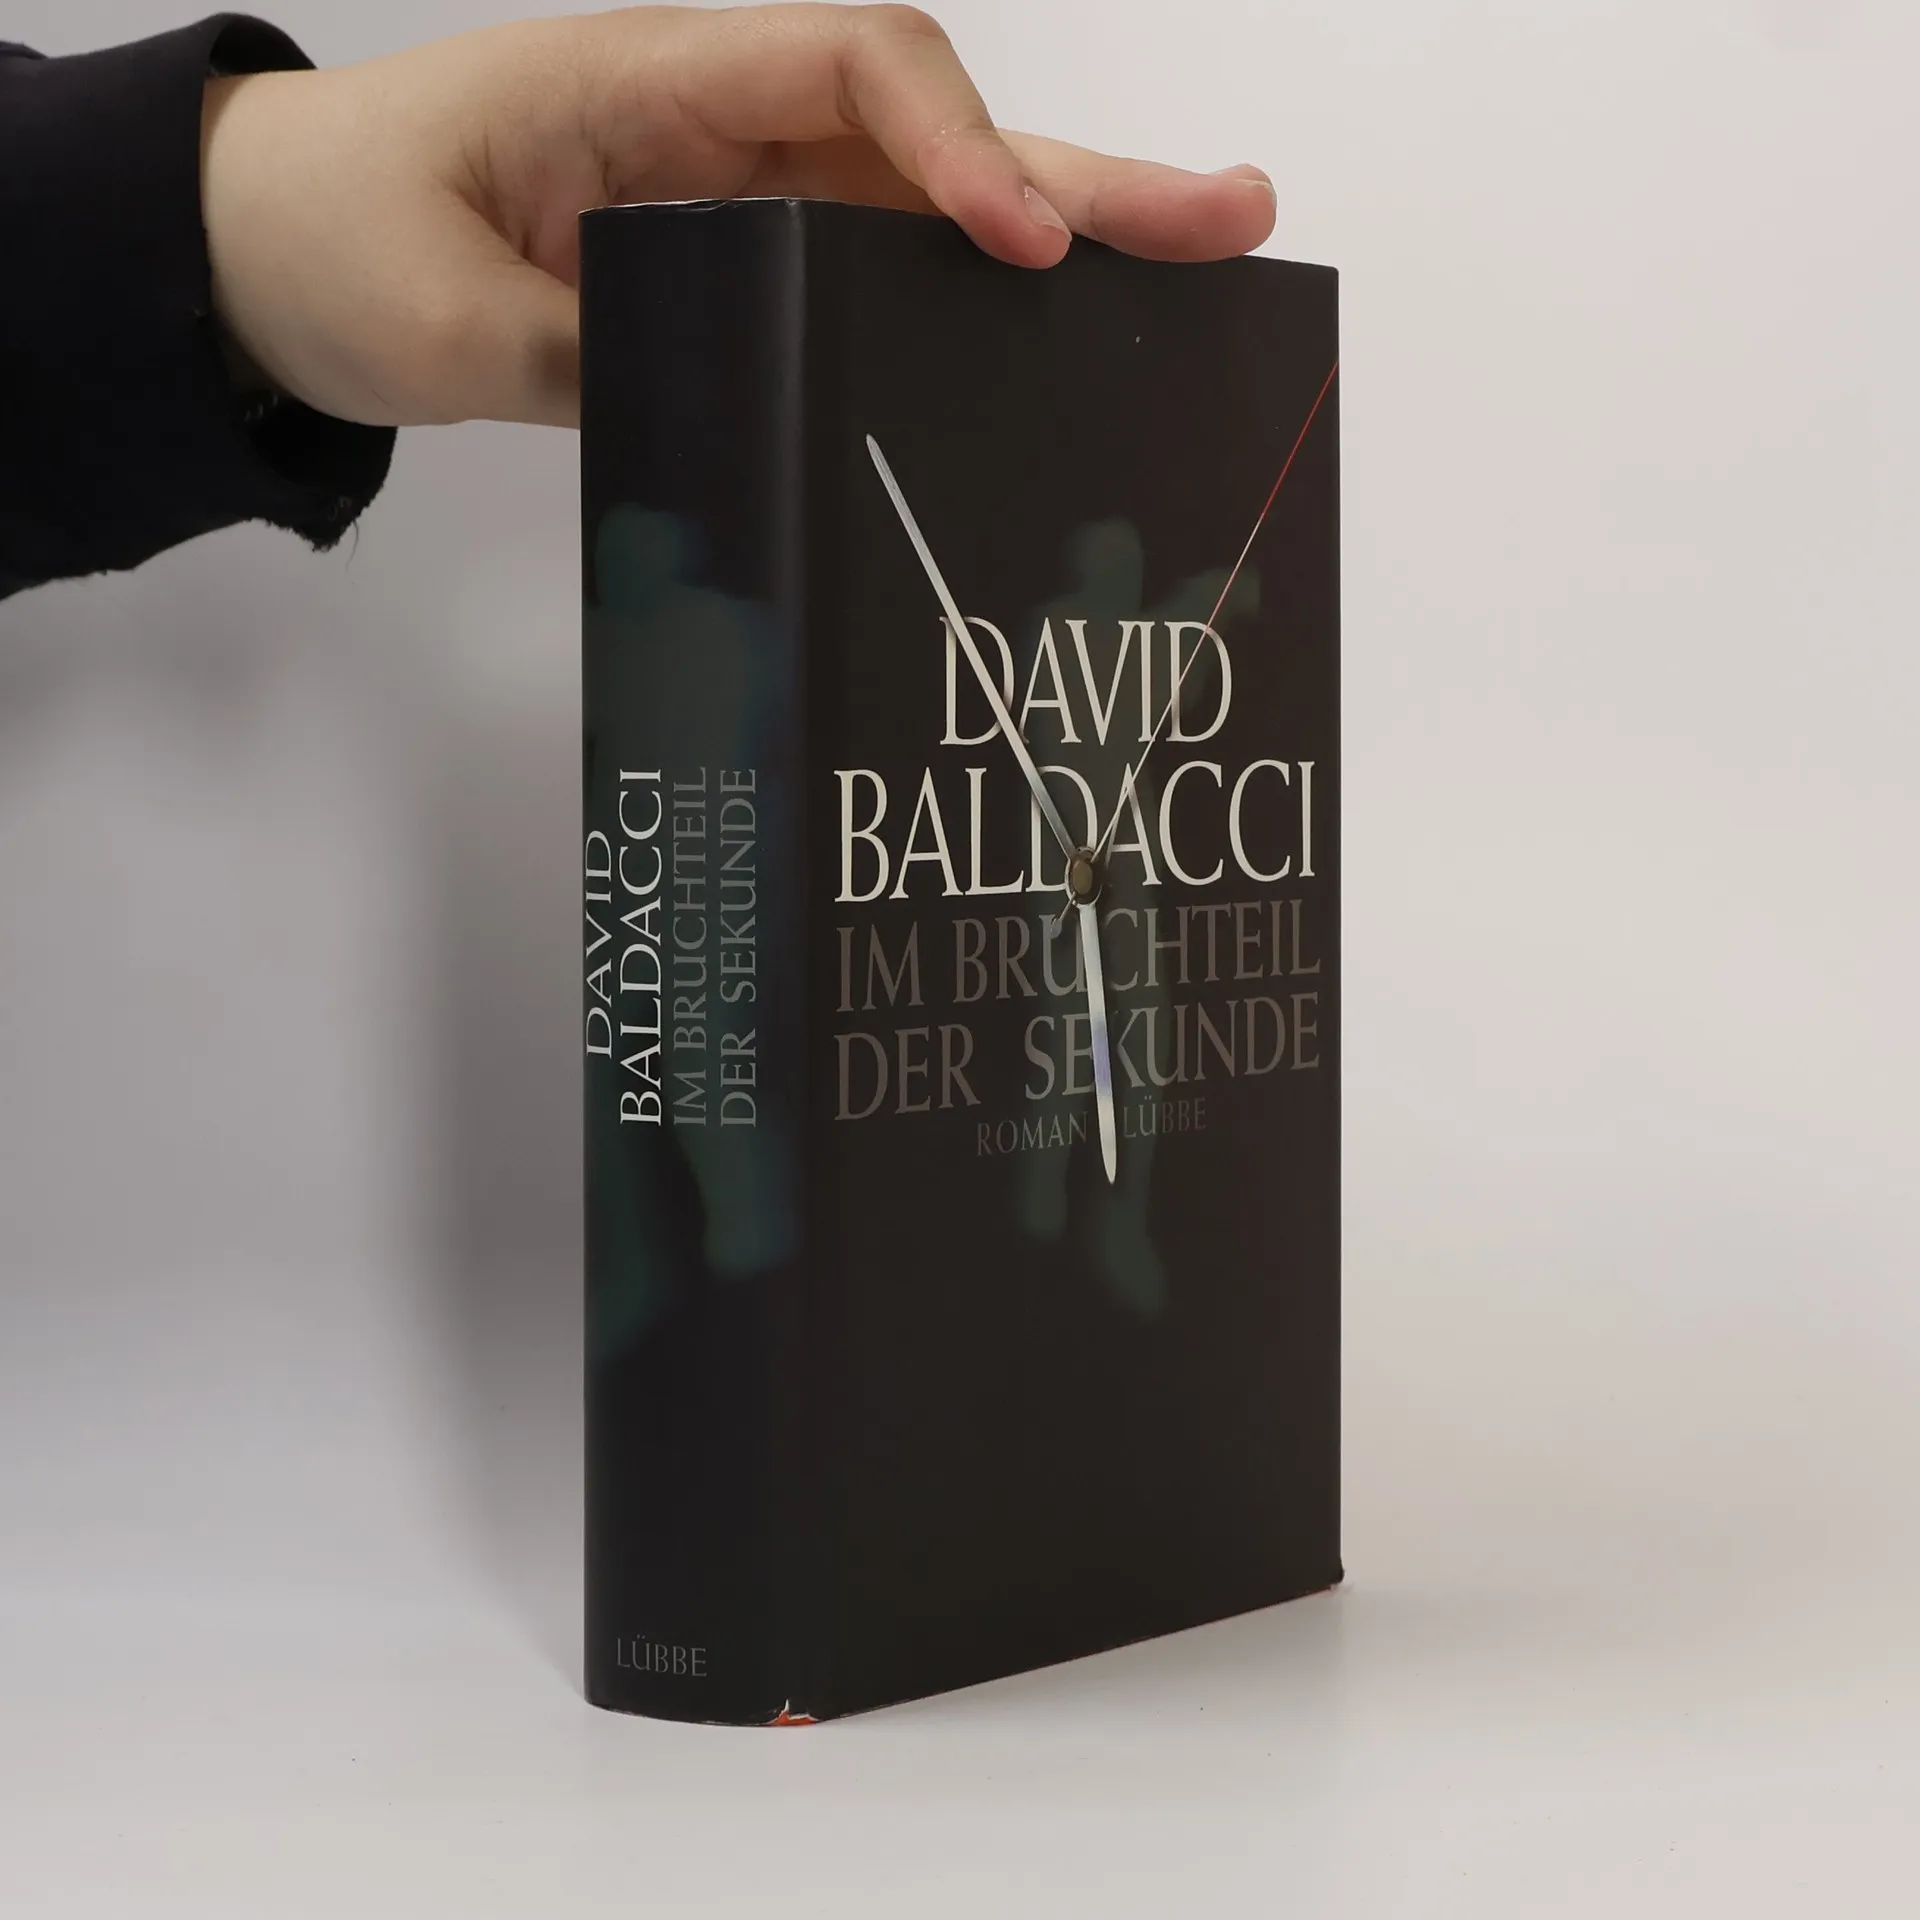 DAVID
BALDACCI
IM BRUCHTEIL
DER SEKUNDE
LÜBBE
DAVID
BALDACCI
IM BRUCHTEIL
DER SEKUNDE
ROMAN LÜBBE